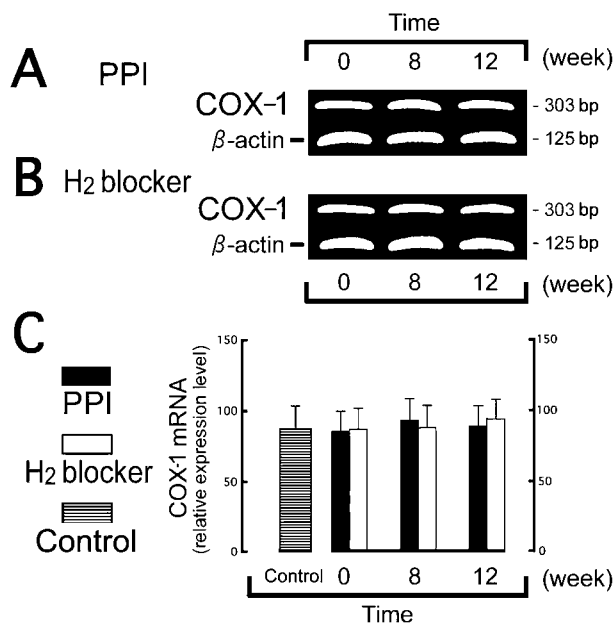 Time
A PPI 0 8 12 (week)
COX-1 - 303 bp
β-actin - 125 bp
B H2 blocker
COX-1 - 303 bp
β-actin - 125 bp
0 8 12 (week)
C
PPI
H2 blocker
Control
COX-1 mRNA
(relative expression level)
150 150
100 100
50 50
0 0
Control 0 8 12 (week)
Time